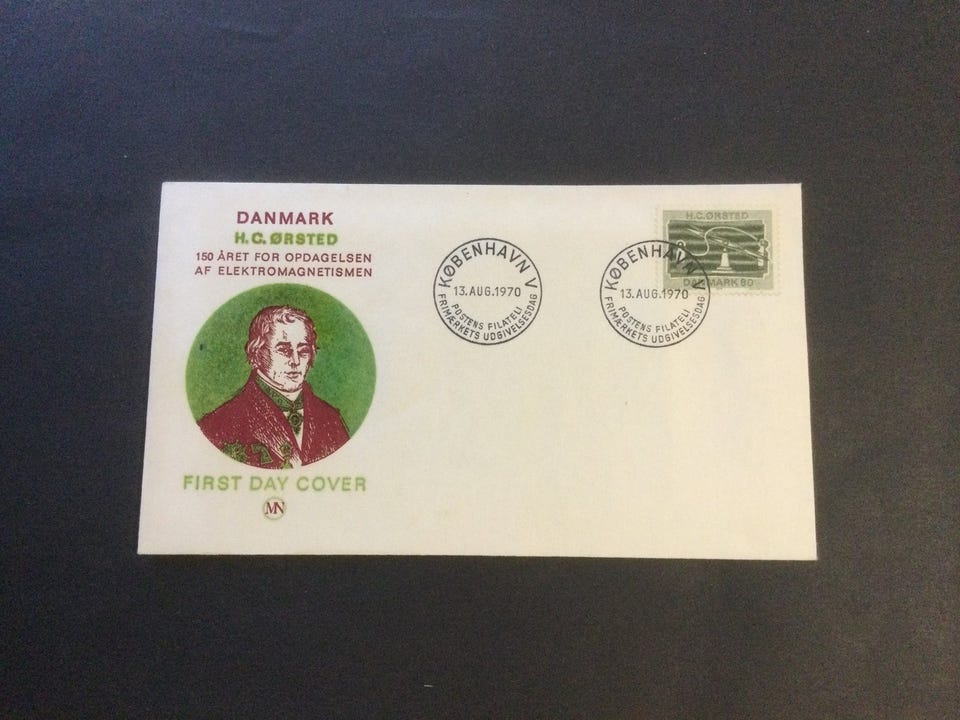 DANMARK
H.C. ØRSTED
150 ÅRET FOR OPDAGELSEN
AF ELEKTROMAGNETISMEN
FIRST DAY COVER
MN
KØBENHAVN V
13.AUG.1970
POSTENS FILATELI
FRIMÆRKETS UDGIVELSESDAG
KØBENHAVN V
13.AUG.1970
POSTENS FILATELI
FRIMÆRKETS UDGIVELSESDAG
H.C.ØRSTED
DANMARK 80